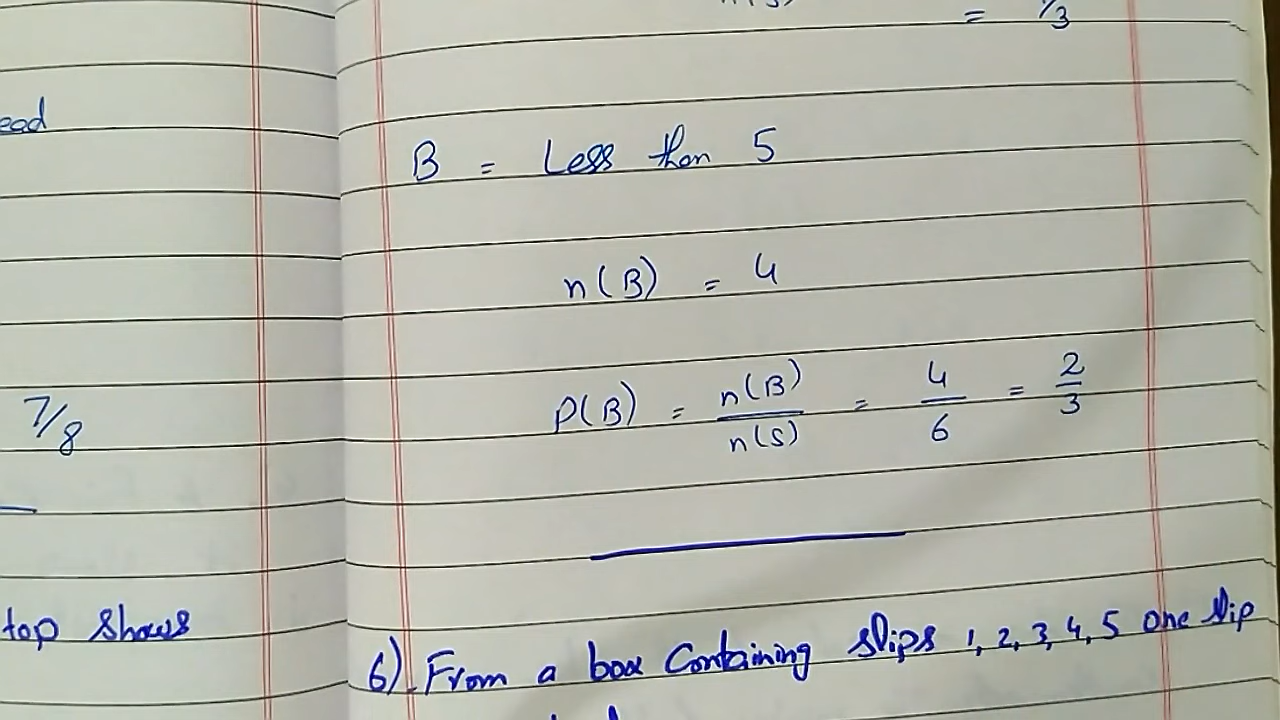 = 1/3
B = Less than 5
n(B) = 4
P(B) = n(B)/n(S) = 4/6 = 2/3
7/8
top shows
6) From a box Containing slips 1, 2, 3, 4, 5 one slip